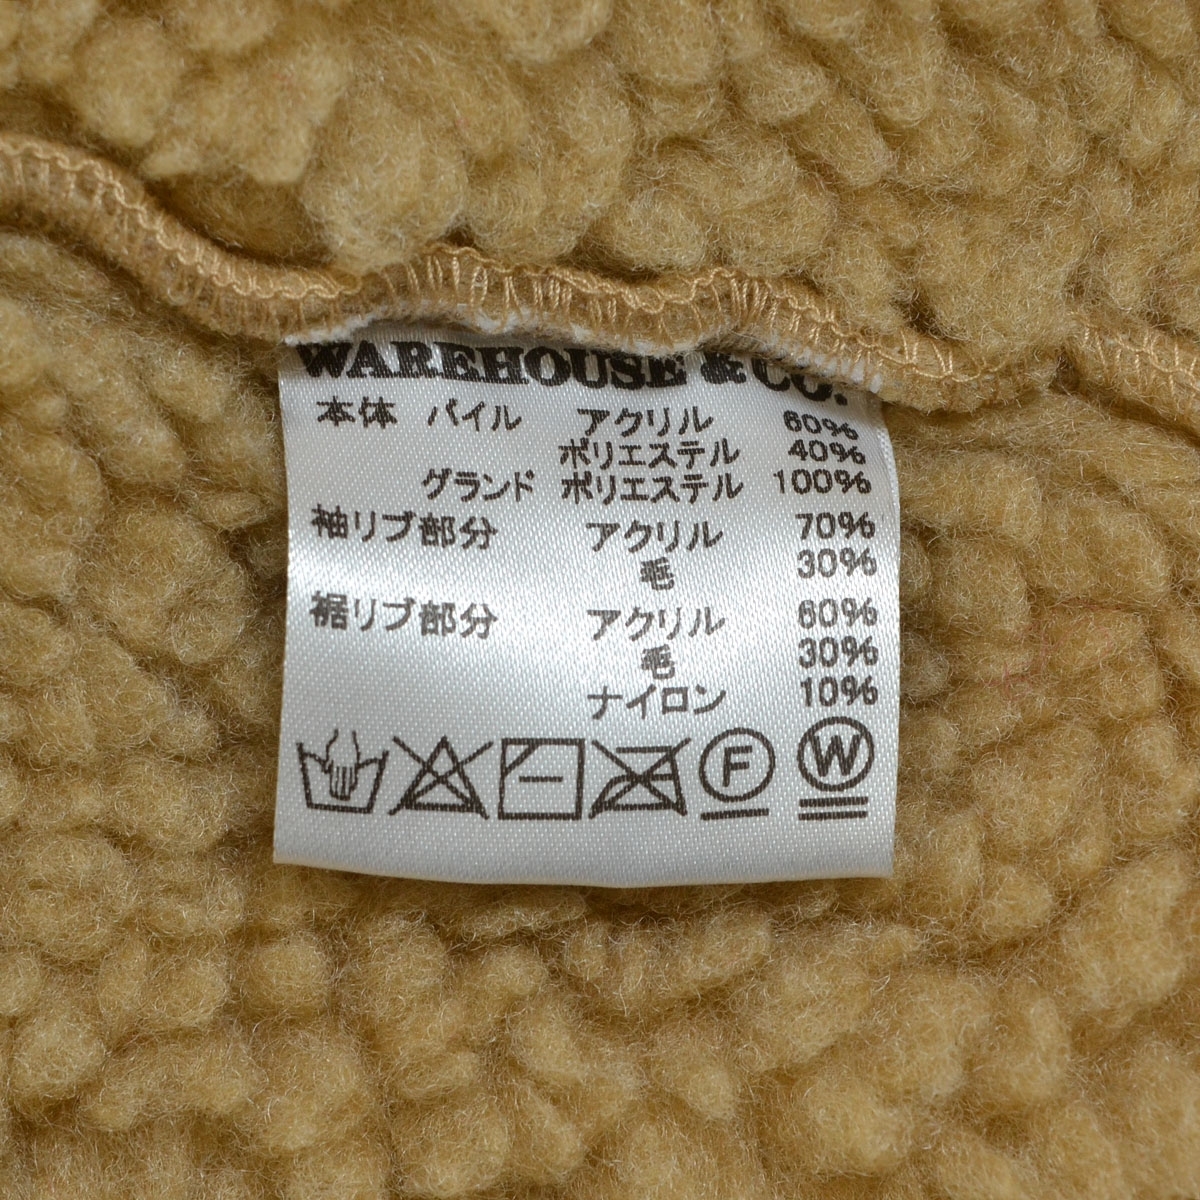 WAREHOUSE & CO.
本体 パイル アクリル 60%
ポリエステル 40%
グランド ポリエステル 100%
袖リブ部分 アクリル 70%
毛 30%
裾リブ部分 アクリル 60%
毛 30%
ナイロン 10%
F W